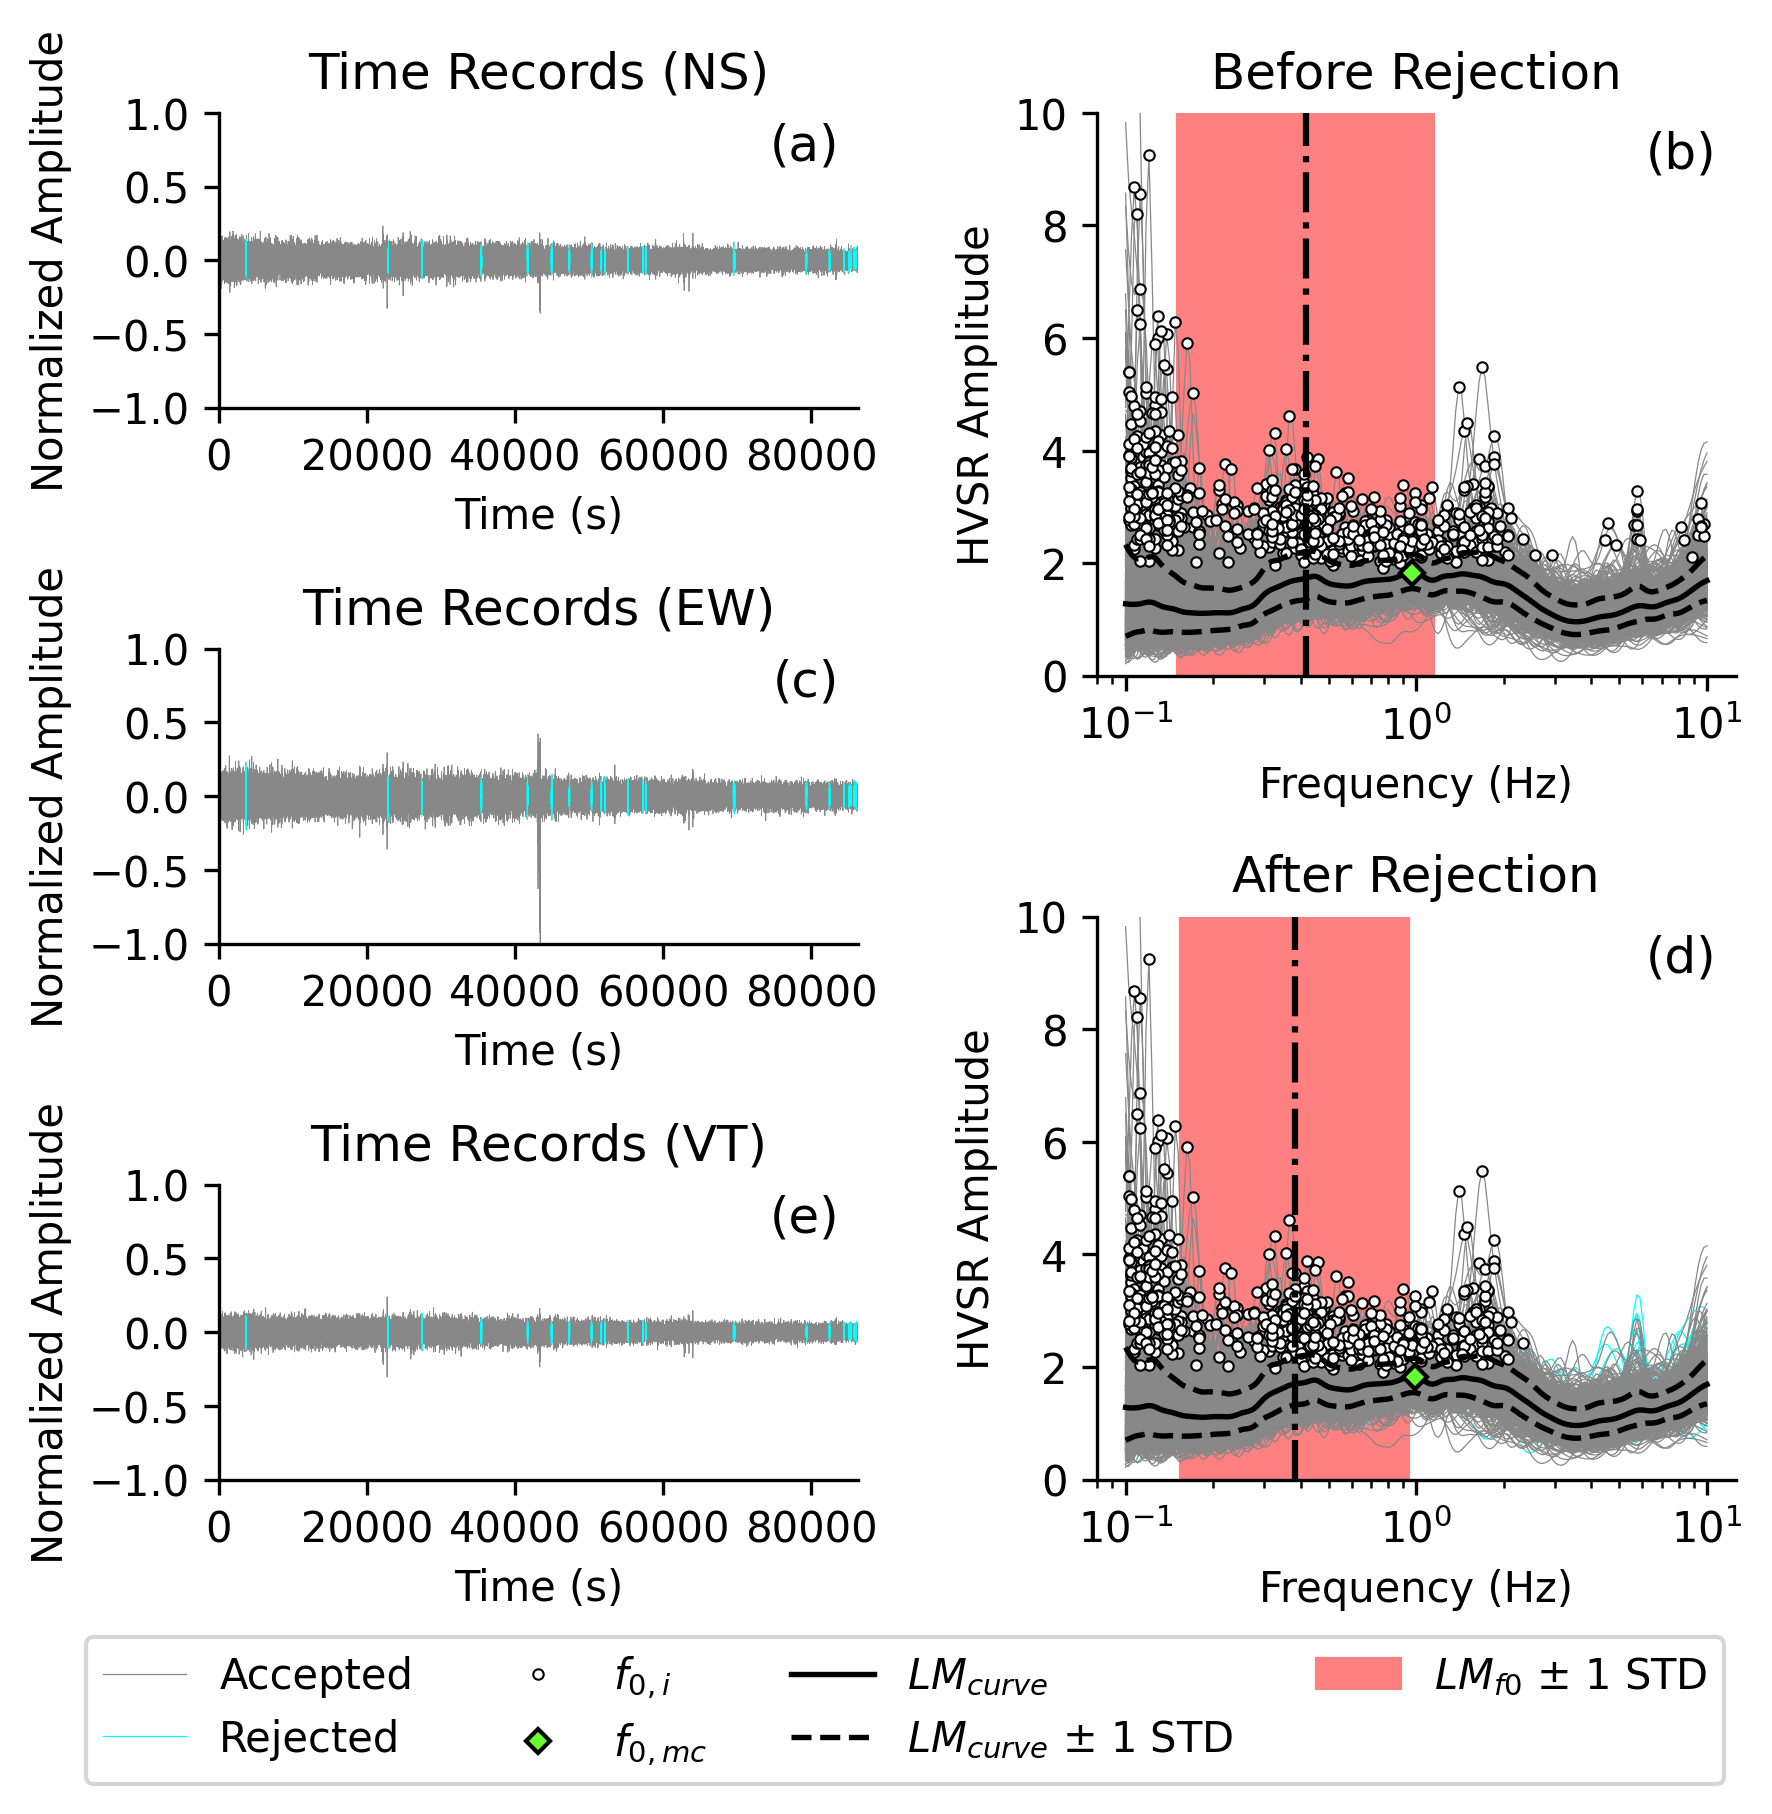 Time Records (NS)
(a)
Normalized Amplitude
1.0
0.5
0.0
−0.5
−1.0
0 20000 40000 60000 80000
Time (s)
Before Rejection
(b)
HVSR Amplitude
10
8
6
4
2
0
10⁻¹ 10⁰ 10¹
Frequency (Hz)
Time Records (EW)
(c)
Normalized Amplitude
1.0
0.5
0.0
−0.5
−1.0
0 20000 40000 60000 80000
Time (s)
After Rejection
(d)
HVSR Amplitude
10
8
6
4
2
0
10⁻¹ 10⁰ 10¹
Frequency (Hz)
Time Records (VT)
(e)
Normalized Amplitude
1.0
0.5
0.0
−0.5
−1.0
0 20000 40000 60000 80000
Time (s)
Accepted
Rejected
f0,i
f0,mc
LMcurve
LMcurve ± 1 STD
LMf0 ± 1 STD